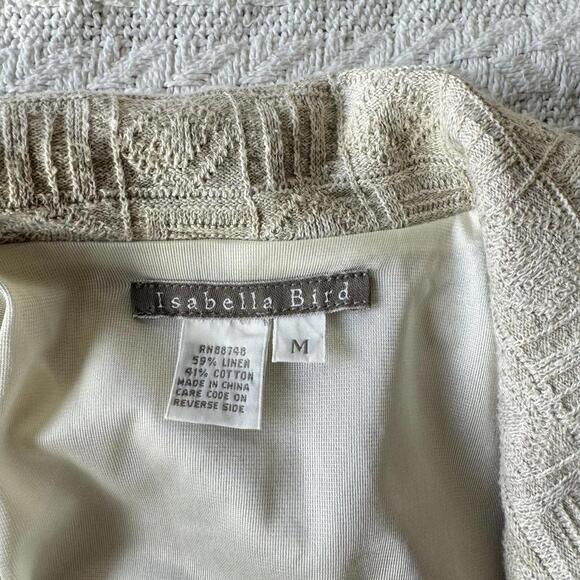 Isabella Bird
M
RN88748
59% LINEN
41% COTTON
MADE IN CHINA
CARE CODE ON
REVERSE SIDE